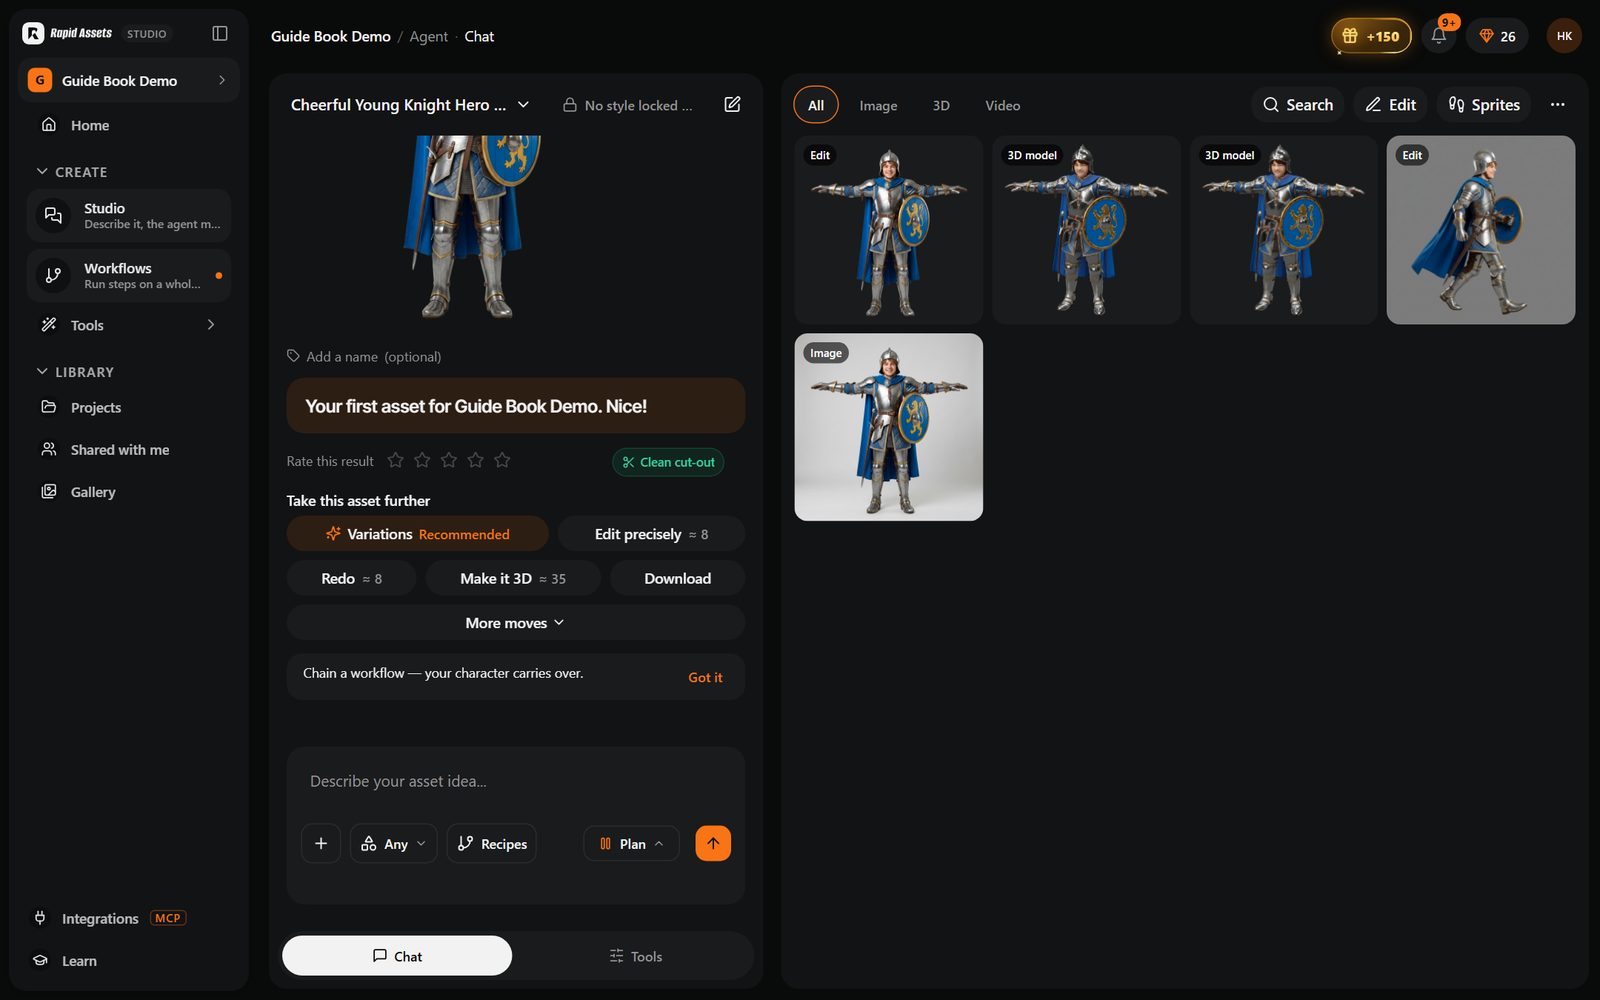 Rapid Assets STUDIO
Guide Book Demo / Agent · Chat
+150
9+
26
HK
G Guide Book Demo
Home
CREATE
Studio
Describe it, the agent m...
Workflows
Run steps on a whol...
Tools
LIBRARY
Projects
Shared with me
Gallery
Integrations MCP
Learn
Cheerful Young Knight Hero ...
No style locked ...
Add a name (optional)
Your first asset for Guide Book Demo. Nice!
Rate this result
Clean cut-out
Take this asset further
Variations Recommended
Edit precisely ≈ 8
Redo ≈ 8
Make it 3D ≈ 35
Download
More moves
Chain a workflow — your character carries over.
Got it
Describe your asset idea...
Any
Recipes
Plan
Chat
Tools
All
Image
3D
Video
Search
Edit
Sprites
Edit
3D model
3D model
Edit
Image